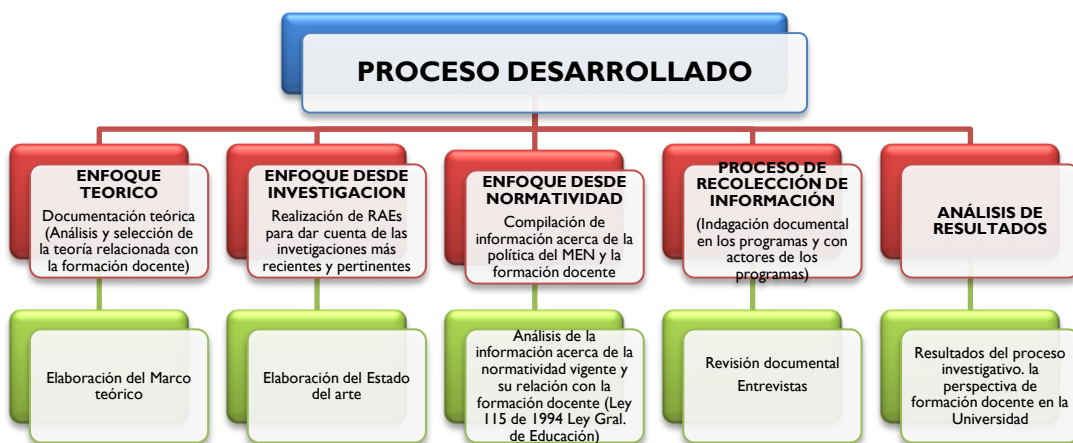 PROCESO DESARROLLADO
ENFOQUE
TEORICO
Documentación teórica
(Análisis y selección de
la teoría relacionada con
la formación docente)
ENFOQUE DESDE
INVESTIGACION
Realización de RAEs
para dar cuenta de las
invetigaciones más
recientes y pertinentes
ENFOQUE DESDE
NORMATIVIDAD
Compilación de
información acerca de la
política del MEN y la
formación docente
PROCESO DE
RECOLECCIÓN DE
INFORMACIÓN
(Indagación documental
en los programas y con
actores de los
programas)
ANÁLISIS DE
RESULTADOS
Elaboración del Marco
teórico
Elaboración del Estado
del arte
Análisis de la
información acerca de la
normatividad vigente y
su relación con la
formación docente (Ley
115 de 1994 Ley Gral.
de Educación)
Revisión documental
Entrevistas
Resultados del proceso
investigativo. la
perspectiva de
formación docente en la
Universidad